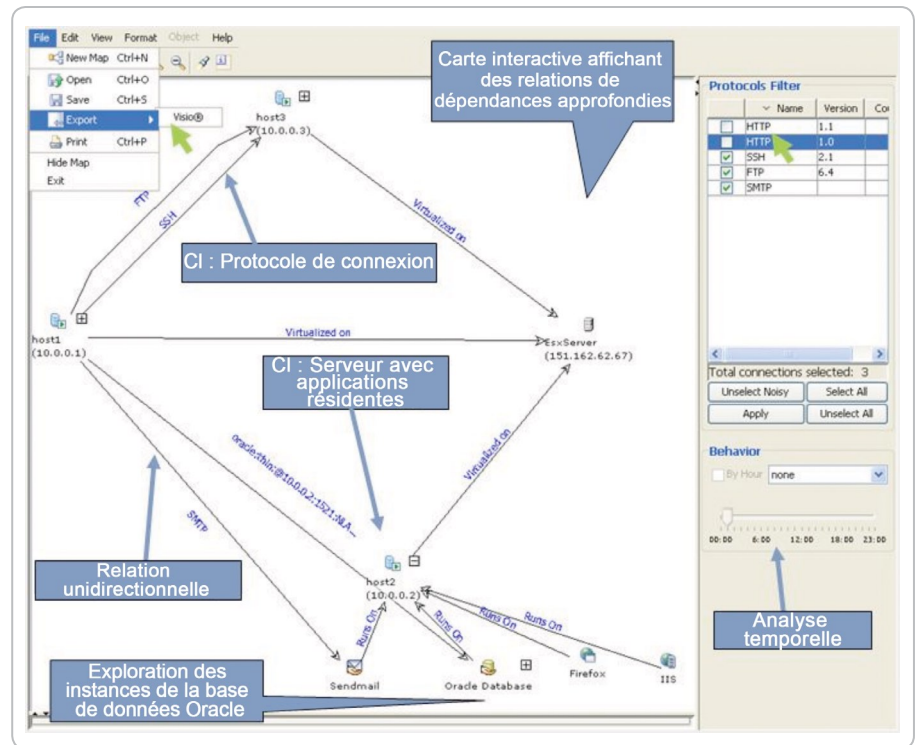 File Edit View Format Object Help
New Map Ctrl+N
Open Ctrl+O
Save Ctrl+S
Export
Visio®
Print Ctrl+P
Hide Map
Exit
Carte interactive affichant
des relations de
dépendances approfondies
host3
(10.0.0.3)
FTP
SSH
Virtualized on
CI : Protocole de connexion
host1
(10.0.0.1)
Virtualized on
EsxServer
(151.162.62.67)
CI : Serveur avec
applications
résidentes
Virtualized on
SMTP
Relation
unidirectionnelle
host2
(10.0.0.2)
Runs On
Runs On
Runs On
Runs On
Sendmail
Oracle Database
Firefox
IIS
Exploration des
instances de la base
de données Oracle
Protocols Filter
Name Version
HTTP 1.1
HTTP 1.0
SSH 2.1
FTP 6.4
SMTP
Total connections selected: 3
Unselect Noisy Select All
Apply Unselect All
Behavior
By Hour none
00:00 6:00 12:00 18:00 23:00
Analyse
temporelle